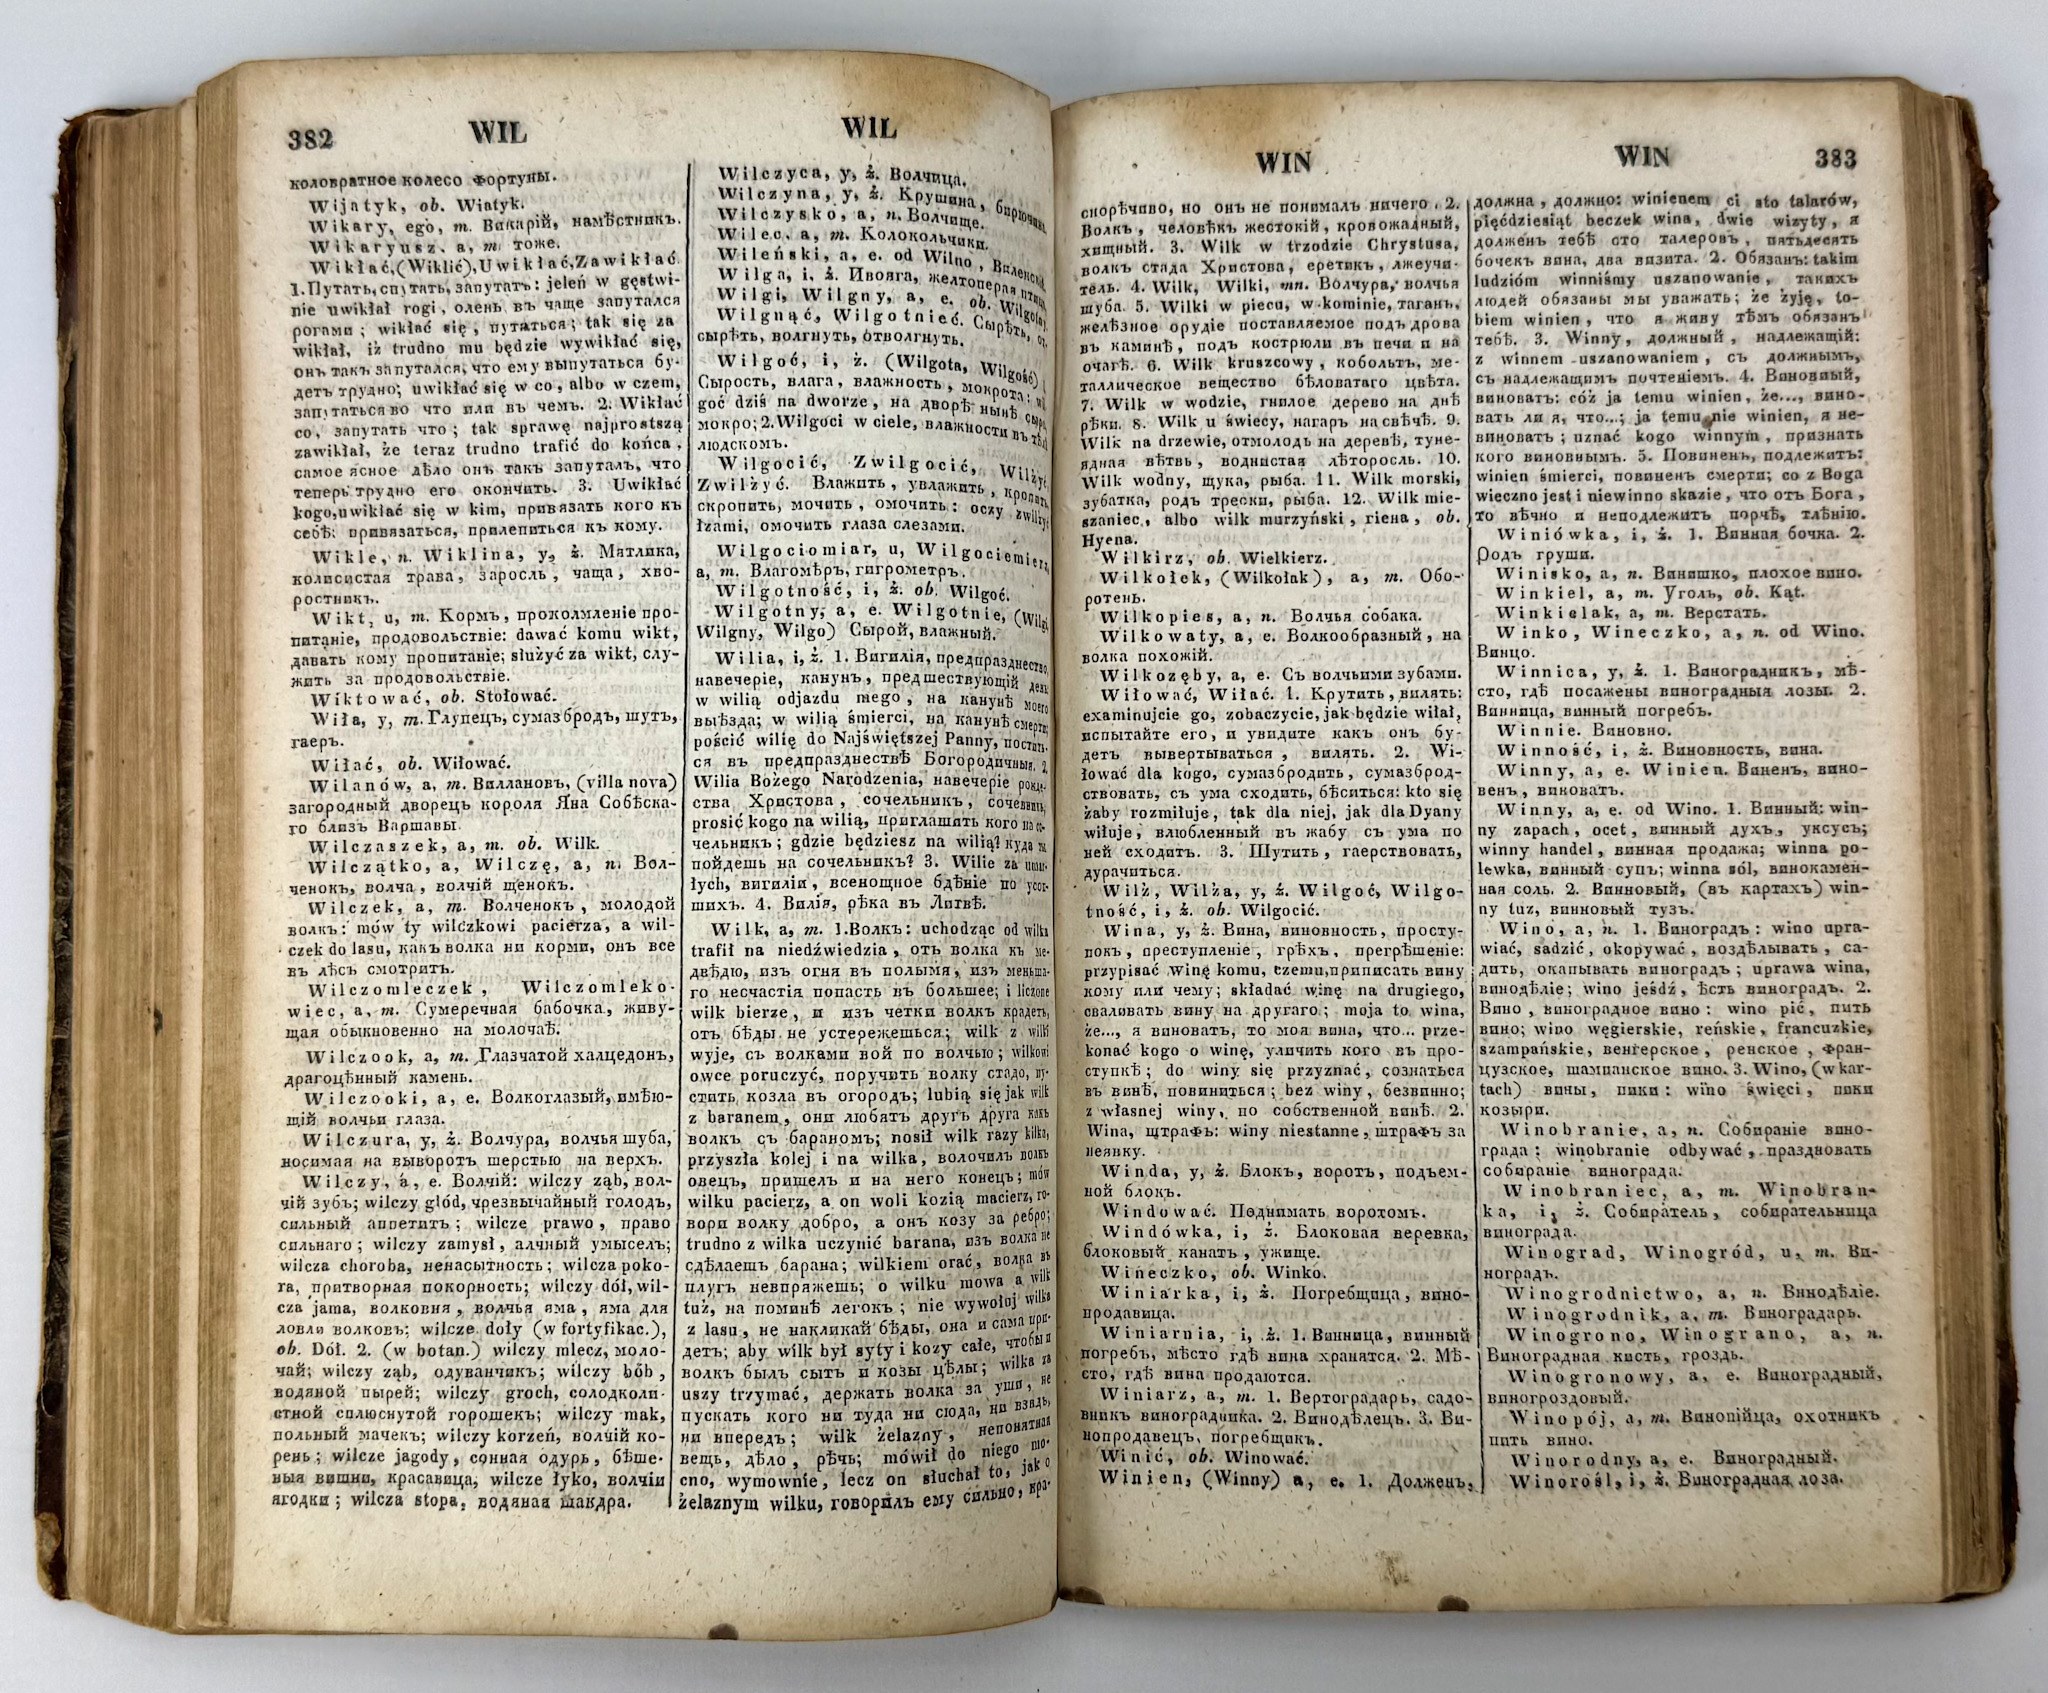 382
WIL
WIL
коловратное колесо фортуны.
Wijatyk, ob. Wiatyk.
Wikary, ego, m. Викарій, намѣстникъ.
Wikaryusz, a, m. тоже.
Wikłać, (Wiklić), Uwikłać, Zawikłać
1. Путать, спутать, запутать: jeleń w gęstwi-
nie uwikłał rogi, олень въ чаще запутался
рогами; wikłać się, путаться; tak się za
wikłał, iż trudno mu będzie wywikłać się,
онъ такъ запутался, что ему выпутаться бу-
детъ трудно; uwikłać się w co, albo w czem,
запутаться во что или въ чемъ. 2. Wikłać
co, запутать что; tak sprawę najprostszą
zawikłał, że teraz trudno trafić do końca,
самое ясное дѣло онъ такъ запуталъ, что
теперь трудно его окончить. 3. Uwikłać
kogo, uwikłać się w kim, привязать кого къ
себѣ: привязаться, прилепиться къ кому.
Wikle, n. Wiklina, y, ż. Мятлика,
колисистая трава, заросль, чаща, хво-
ростникъ.
Wikt, u, m. Кормъ, прокормленіе про-
питаніе, продовольствіе: dawać komu wikt,
давать кому пропитаніе; służyć za wikt, слу-
жить за продовольствіе.
Wiktować, ob. Stołować.
Wiła, y, m. Глупецъ, сумазбродъ, шутъ,
гаеръ.
Wiłać, ob. Wiłować.
Wilanów, a, m. Виллановъ, (villa nova)
загородный дворецъ короля Яна Собѣска-
го близъ Варшавы.
Wilczaszek, a, m. ob. Wilk.
Wilczątko, a, Wilczę, a, n. Вол-
ченокъ, волча, волчій щенокъ.
Wilczek, a, m. Волченокъ, молодой
волкъ: mów ty wilczkowi pacierza, a wil-
czek do lasu, какъ волка ни корми, онъ все
въ лѣсъ смотритъ.
Wilczomleczek, Wilczomleko-
wiec, a, m. Сумеречная бабочка, живу-
щая обыкновенно на молочаѣ.
Wilczook, a, m. Глазчатой халцедонъ,
драгоцѣнный камень.
Wilczooki, a, e. Волкоглазый, имѣю-
щій волчьи глаза.
Wilczura, y, ż. Волчура, волчья шуба,
носимая на выворотъ шерстью на верхъ.
Wilczy, a, e. Волчій: wilczy ząb, вол-
чій зубъ; wilczy głód, чрезвычайный голодъ,
сильный аппетитъ; wilcze prawo, право
сильнаго; wilczy zamysł, алчный умыселъ;
wilcza choroba, ненасытность; wilcza poko-
ra, притворная покорность; wilczy dół, wil-
cza jama, волковня, волчья яма, яма для
ловли волковъ; wilcze doły (w fortyfikac.),
ob. Dół. 2. (w botan.) wilczy mlecz, моло-
чай; wilczy ząb, одуванчикъ; wilczy bób,
водяной пырей; wilczy groch, солодколи-
стной сплюснутой горошекъ; wilczy mak,
польный мачекъ; wilczy korzeń, волчій ко-
рень; wilcze jagody, сонная одурь, бѣше-
ныя вишни, красавица, wilcze łyko, волчіи
ягодки; wilcza stopa, водяная шандра.
Wilczyca, y, ż. Волчица.
Wilczyna, y, ż. Крушина, бирючина.
Wilczysko, a, n. Волчище.
Wilec, a, m. Колокольчики.
Wileński, a, e. od Wilno, Виленскій.
Wilga, i, ż. Иволга, желтоперая птица.
Wilgi, Wilgny, a, e. ob. Wilgotny.
Wilgnąć, Wilgotnieć. Сырѣть, от-
сырѣть, волгнуть, отволгнуть.
Wilgoć, i, ż. (Wilgota, Wilgość)
Сырость, влага, влажность, мокрота: wil-
goć dziś na dworze, на дворѣ нынѣ сыро,
мокро; 2. Wilgoci w ciele, влажности въ тѣлѣ
людскомъ.
Wilgocić, Zwilgocić, Wilżyć,
Zwilżyć. Влажить, увлажить, кропить,
скропить, мочить, омочить: oczy zwilżyć
łzami, омочить глаза слезами.
Wilgociomiar, u, Wilgociemierz,
a, m. Влагомѣръ, гигрометръ.
Wilgotność, i, ż. ob. Wilgoć.
Wilgotny, a, e. Wilgotnie, (Wilgi,
Wilgny, Wilgo) Сырой, влажный.
Wilia, i, ż. 1. Вигилія, предпразднество,
навечеріе, канунъ, предшествующій день
w wilią odjazdu mego, на канунѣ моего
выѣзда; w wilią śmierci, на канунѣ смерти;
pościć wilię do Najświętszej Panny, постить-
ся въ предпразднествѣ Богородичныя. 2.
Wilia Bożego Narodzenia, навечеріе рожде-
ства Христова, сочельникъ, сочевникъ;
prosić kogo na wilią, приглашать кого на со-
чельникъ; gdzie będziesz na wilią? куда ты
пойдешь на сочельникъ? 3. Wilie za umar-
łych, вигиліи, всенощное бдѣніе по усоп-
шихъ. 4. Вилія, рѣка въ Литвѣ.
Wilk, a, m. 1. Волкъ: uchodząc od wilka
trafił na niedźwiedzia, отъ волка къ ме-
двѣдю, изъ огня въ полымя, изъ меньша-
го несчастія попасть въ большее; i liczone
wilk bierze, и изъ четки волкъ крадетъ,
отъ бѣды не устережешься; wilk z wilki
wyje, съ волками вой по волчью; wilkowi
owce poruczyć, поручить волку стадо, пу-
стить козла въ огородъ; lubią się jak wilk
z baranem, они любятъ другъ друга какъ
волкъ съ бараномъ; nosił wilk razy kilka,
przyszła kolej i na wilka, волочилъ волкъ
овецъ, пришелъ и на него конецъ; mów
wilku pacierz, a on woli kozią macierz, го-
вори волку добро, а онъ козу за ребро;
trudno z wilka uczynić barana, изъ волка не
сдѣлаешь барана; wilkiem orać, волка въ
плугъ невпряжешь; o wilku mowa a wilk
tuż, на поминѣ легокъ; nie wywołuj wilka
z lasu, не накликай бѣды, она и сама при-
детъ; aby wilk był syty i kozy całe, чтобы и
волкъ былъ сытъ и козы цѣлы; wilka za
uszy trzymać, держать волка за уши, не
пускать кого ни туда ни сюда, ни взадъ,
ни впередъ; wilk żelazny, непонятная
вещь, дѣло, рѣчь; mówił do niego mo-
cno, wymownie, lecz on słuchał to, jak o
żelaznym wilku, говорилъ ему сильно, кра-
WIN
WIN
383
сnорѣчиво, но онъ не понималъ ничего. 2.
Волкъ, человѣкъ жестокій, кровожадный,
хищный. 3. Wilk w trzodzie Chrystusa,
волкъ стада Христова, еретикъ, лжеучи-
тель. 4. Wilk, Wilki, mn. Волчура, волчья
шуба. 5. Wilki w piecu, w kominie, таганъ,
желѣзное орудіе поставляемое подъ дрова
въ каминѣ, подъ кострюли въ печи и на
очагѣ. 6. Wilk kruszcowy, кобольтъ, ме-
таллическое вещество бѣловатаго цвѣта.
7. Wilk w wodzie, гнилое дерево на днѣ
рѣки. 8. Wilk u świecy, нагаръ на свѣчѣ. 9.
Wilk na drzewie, отмолодь на деревѣ, туне-
ядная вѣтвь, воднистая лѣторосль. 10.
Wilk wodny, щука, рыба. 11. Wilk morski,
зубатка, родъ трески, рыба. 12. Wilk mie-
szaniec, albo wilk murzyński, гіена, ob.
Hyena.
Wilkirz, ob. Wielkierz.
Wilkołek, (Wilkołak), a, m. Обо-
ротень.
Wilkopies, a, n. Волчья собака.
Wilkowaty, a, e. Волкообразный, на
волка похожій.
Wilkozęby, a, e. Съ волчьими зубами.
Wiłować, Wiłać. 1. Крутить, вилять:
examinujcie go, zobaczycie, jak będzie wiłał,
испытайте его, и увидите какъ онъ бу-
детъ вывертываться, вилять. 2. Wi-
łować dla kogo, сумазбродить, сумазброд-
ствовать, съ ума сходить, бѣситься: kto się
żaby rozmiłuje, tak dla niej, jak dla Dyany
wiłuje, влюбленный въ жабу съ ума по
ней сходитъ. 3. Шутить, гаерствовать,
дурачиться.
Wilż, Wilża, y, ż. Wilgoć, Wilgo-
tność, i, ż. ob. Wilgocić.
Wina, y, ż. Вина, виновность, просту-
покъ, преступленіе, грѣхъ, прегрѣшеніе:
przypisać winę komu, czemu, приписать вину
кому или чему; składać winę na drugiego,
сваливать вину на другаго; moja to wina,
że..., я виноватъ, то моя вина, что... prze-
konać kogo o winę, уличить кого въ про-
ступкѣ; do winy się przyznać, сознаться
въ винѣ, повиниться; bez winy, безвинно;
z własnej winy, по собственной винѣ. 2.
Wina, щтрафъ: winy niestanne, штрафъ за
неявку.
Winda, y, ż. Блокъ, воротъ, подъем-
ной блокъ.
Windować. Поднимать ворохомъ.
Windówka, i, ż. Блоковая веревка,
блоковый канатъ, ужище.
Wineczko, ob. Winko.
Winiarka, i, ż. Погребщица, вино-
продавица.
Winiarnia, i, ż. 1. Винница, винный
погребъ, мѣсто гдѣ вина хранятся. 2. Мѣ-
сто, гдѣ вина продаются.
Winiarz, a, m. 1. Вертоградарь, садо-
вникъ виноградника. 2. Винодѣлецъ. 3. Ви-
нопродавецъ, погребщикъ.
Winić, ob. Winować.
Winien, (Winny) a, e. 1. Долженъ,
должна, должно: winienem ci sto talarów,
pięćdziesiąt beczek wina, dwie wizyty, я
долженъ тебѣ сто талеровъ, пятьдесять
бочекъ вина, два визита. 2. Обязанъ: takim
ludzióm winniśmy uszanowanie, такихъ
людей обязаны мы уважать; że żyję, to-
biem winien, что я живу тѣмъ обязанъ
тебѣ. 3. Winny, должный, надлежащій:
z winnem uszanowaniem, съ должнымъ,
съ надлежащимъ почтеніемъ. 4. Виновный,
виноватъ: cóż ja temu winien, że..., вино-
ватъ ли я, что...; ja temu nie winien, я не-
виноватъ; uznać kogo winnym, признать
кого виновнымъ. 5. Повиненъ, подлежитъ:
winien śmierci, повиненъ смерти; co z Boga
wieczno jest i niewinno skazie, что отъ Бога,
то вѣчно и неподлежитъ порчѣ, тлѣнію.
Winiówka, i, ż. 1. Винная бочка. 2.
Родъ груши.
Winisko, a, n. Винишко, плохое вино.
Winkiel, a, m. Уголъ, ob. Kąt.
Winkielak, a, m. Верстать.
Winko, Wineczko, a, n. od Wino.
Винцо.
Winnica, y, ż. 1. Виноградникъ, мѣ-
сто, гдѣ посажены виноградныя лозы. 2.
Винница, винный погребъ.
Winnie. Виновно.
Winność, i, ż. Виновность, вина.
Winny, a, e. Winien. Виненъ, вино-
венъ, виноватъ.
Winny, a, e. od Wino. 1. Винный: win-
ny zapach, ocet, винный духъ, уксусъ;
winny handel, винная продажа; winna po-
lewka, винный супъ; winna sól, винокамен-
ная соль. 2. Винновый, (въ картахъ) win-
ny tuz, винновый тузъ.
Wino, a, n. 1. Виноградъ: wino upra-
wiać, sadzić, okopywać, воздѣлывать, са-
дить, окапывать виноградъ; uprawa wina,
винодѣліе; wino jeśdź, ѣсть виноградъ. 2.
Вино, виноградное вино: wino pić, пить
вино; wino węgierskie, reńskie, francuzkie,
szampańskie, венгерское, ренское, фран-
цузское, шампанское вино. 3. Wino, (w kar-
tach) вины, пики: wino święci, пики
козыри.
Winobranie, a, n. Собираніе вино-
града: winobranie odbywać, праздновать
собираніе винограда.
Winobraniec, a, m. Winobran-
ka, i, ż. Собиратель, собирательница
винограда.
Winograd, Winogród, u, m. Ви-
ноградъ.
Winogrodnictwo, a, n. Винодѣліе.
Winogrodnik, a, m. Виноградарь.
Winogrono, Winograno, a, n.
Виноградная кисть, гроздь.
Winogronowy, a, e. Виноградный,
виногроздовый.
Winopój, a, m. Винопійца, охотникъ
пить вино.
Winorodny, a, e. Виноградный.
Winorośl, i, ż. Виноградная лоза.